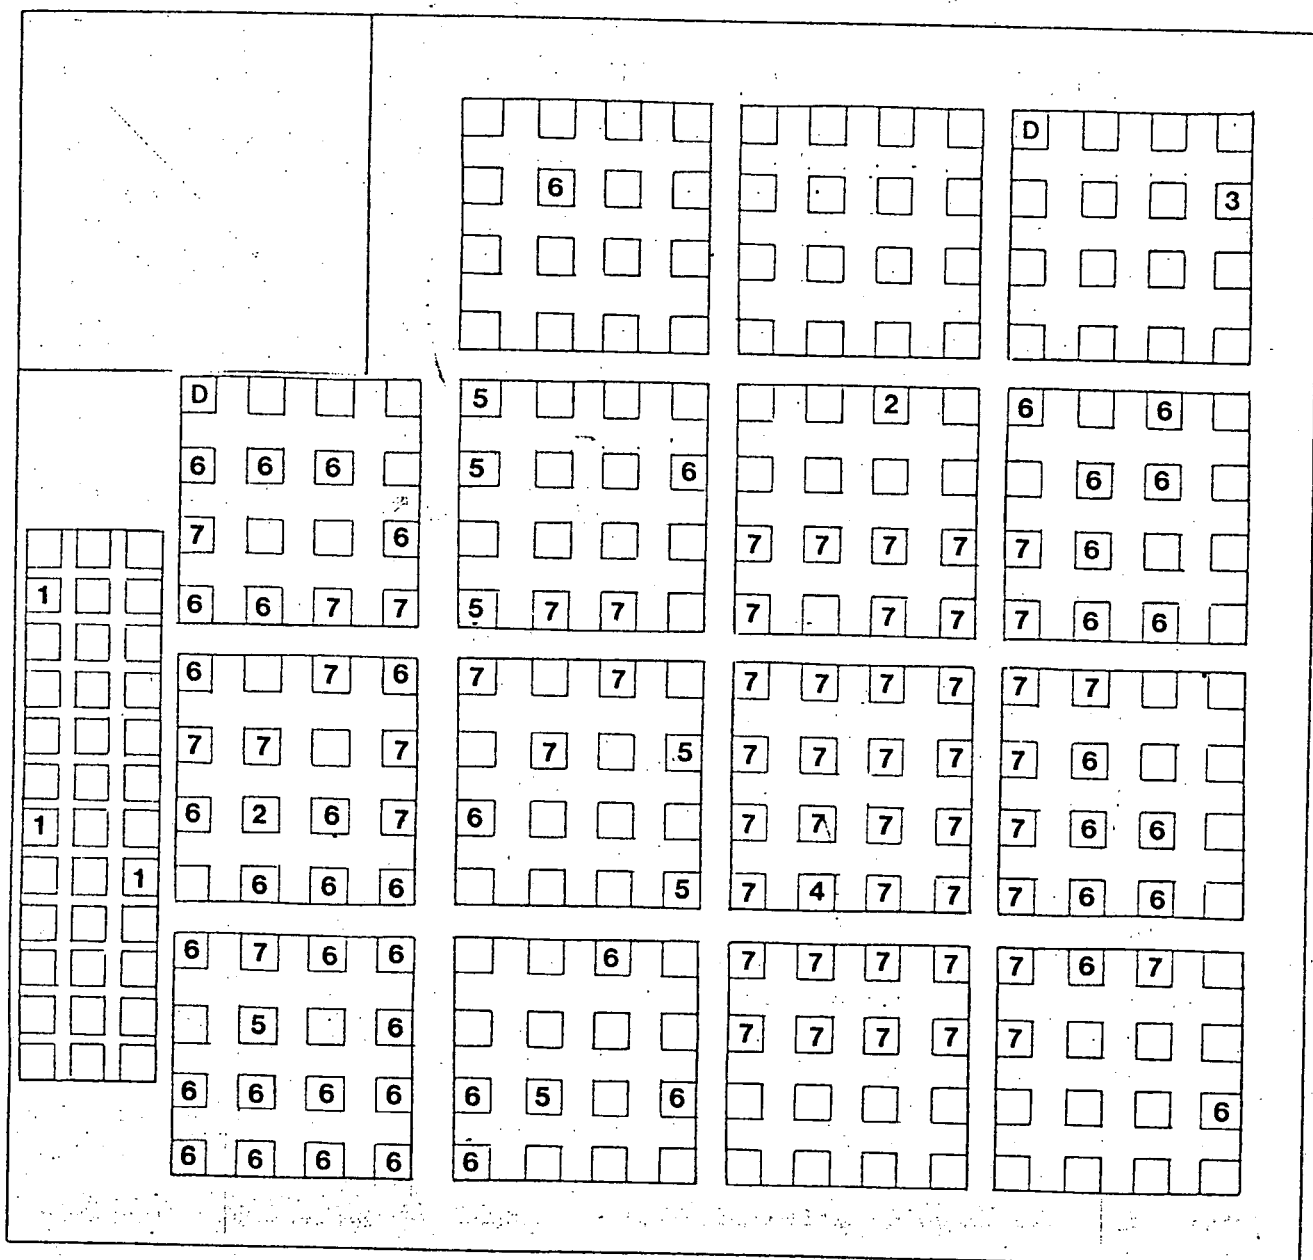 D
6 3
D 5 2 6 6
6 6 6 5 6 6 6
7 6 7 7 7 7 7 6
6 6 7 7 5 7 7 7 7 7 7 6 6
1
6 7 6 7 7 7 7 7 7 7 7
7 7 7 7 5 7 7 7 7 7 6
1 6 2 6 7 6 7 7 7 7 7 6 6
1 6 6 6 5 7 4 7 7 7 6 6
6 7 6 6 6 7 7 7 7 7 6 7
5 6 7 7 7 7 7
6 6 6 6 6 5 6 6
6 6 6 6 6